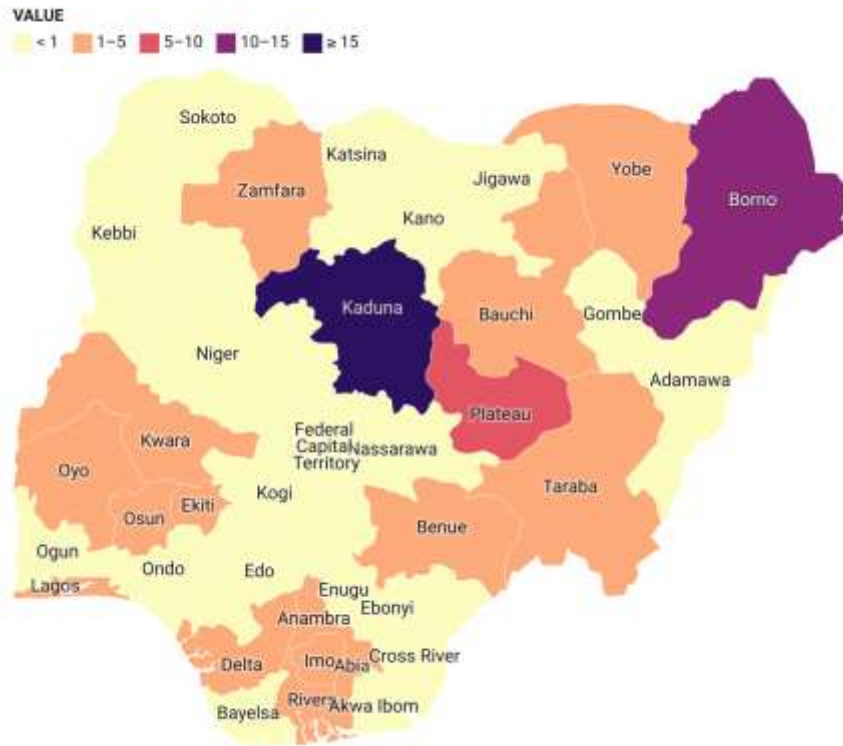 VALUE
< 1 1–5 5–10 10–15 ≥ 15
Sokoto
Katsina
Jigawa
Yobe
Borno
Zamfara
Kano
Kebbi
Kaduna
Bauchi
Gombe
Niger
Adamawa
Plateau
Federal
Capital
Territory
Nassarawa
Kwara
Oyo
Kogi
Taraba
Ekiti
Osun
Benue
Ogun
Ondo
Edo
Lagos
Enugu
Ebonyi
Anambra
Delta
Imo
Abia
Cross River
Rivers
Akwa Ibom
Bayelsa